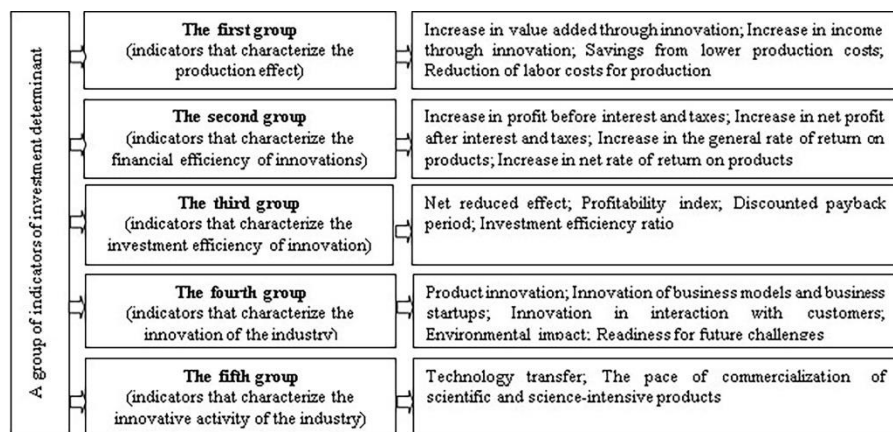 A group of indicators of investment determinant
The first group
(indicators that characterize the
production effect)
Increase in value added through innovation; Increase in income
through innovation; Savings from lower production costs;
Reduction of labor costs for production
The second group
(indicators that characterize the
financial efficiency of innovations)
Increase in profit before interest and taxes; Increase in net profit
after interest and taxes; Increase in the general rate of return on
products; Increase in net rate of return on products
The third group
(indicators that characterize the
investment efficiency of innovation)
Net reduced effect; Profitability index; Discounted payback
period; Investment efficiency ratio
The fourth group
(indicators that characterize the
innovation of the industry)
Product innovation; Innovation of business models and business
startups; Innovation in interaction with customers;
Environmental impact; Readiness for future challenges
The fifth group
(indicators that characterize the
innovative activity of the industry)
Technology transfer; The pace of commercialization of
scientific and science-intensive products